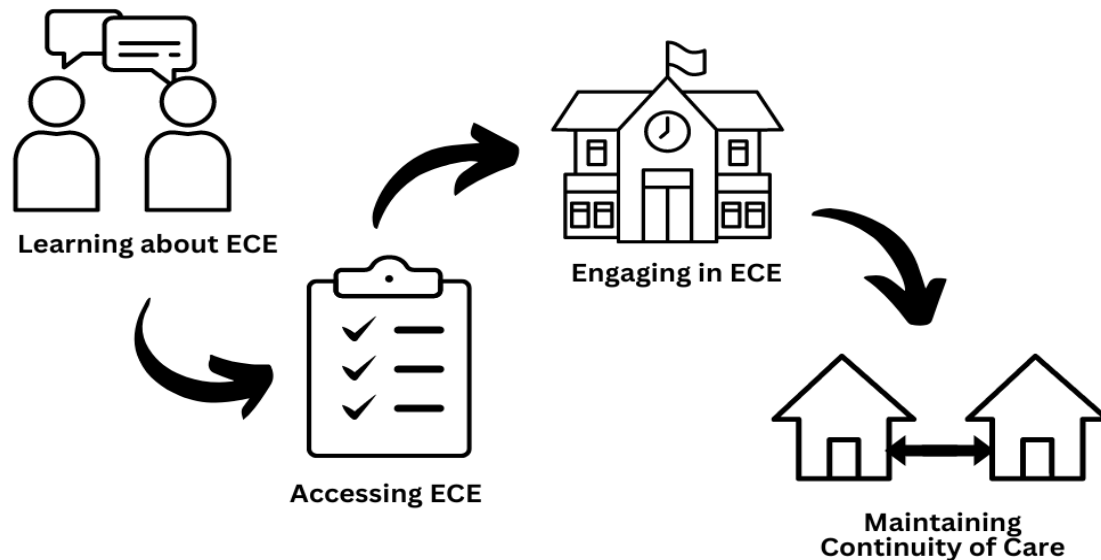 Learning about ECE
Accessing ECE
Engaging in ECE
Maintaining
Continuity of Care